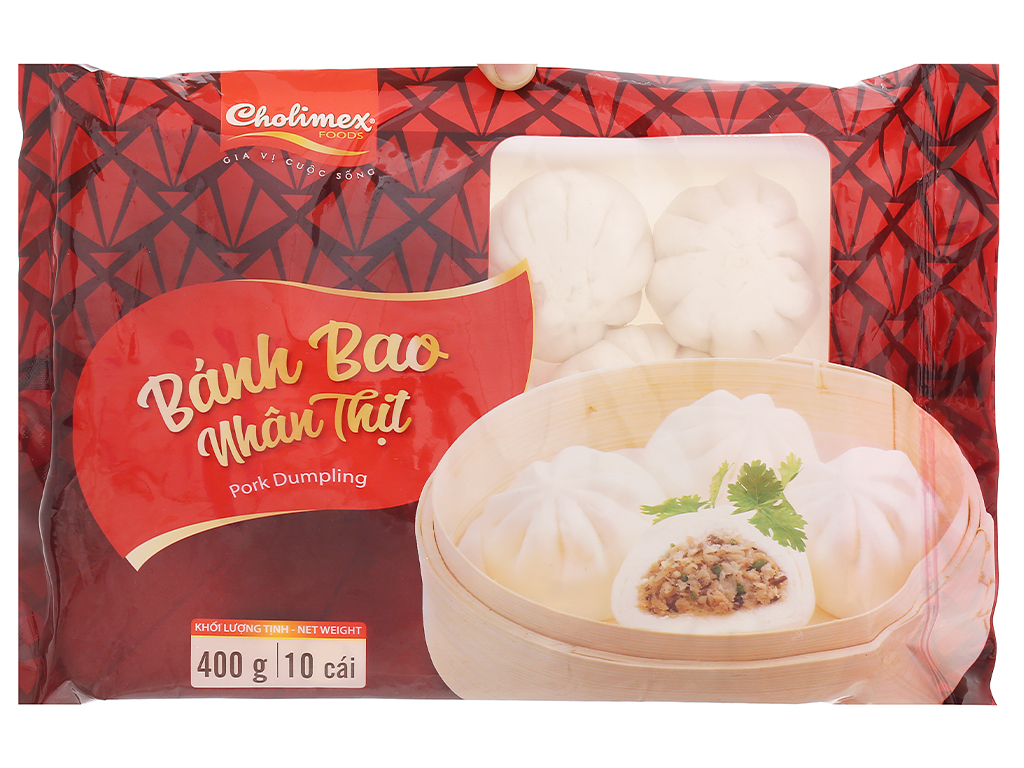 Cholimex®
FOODS
GIA VỊ CUỘC SỐNG
Bánh Bao
Nhân Thịt
Pork Dumpling
KHỐI LƯỢNG TỊNH - NET WEIGHT
400 g 10 cái